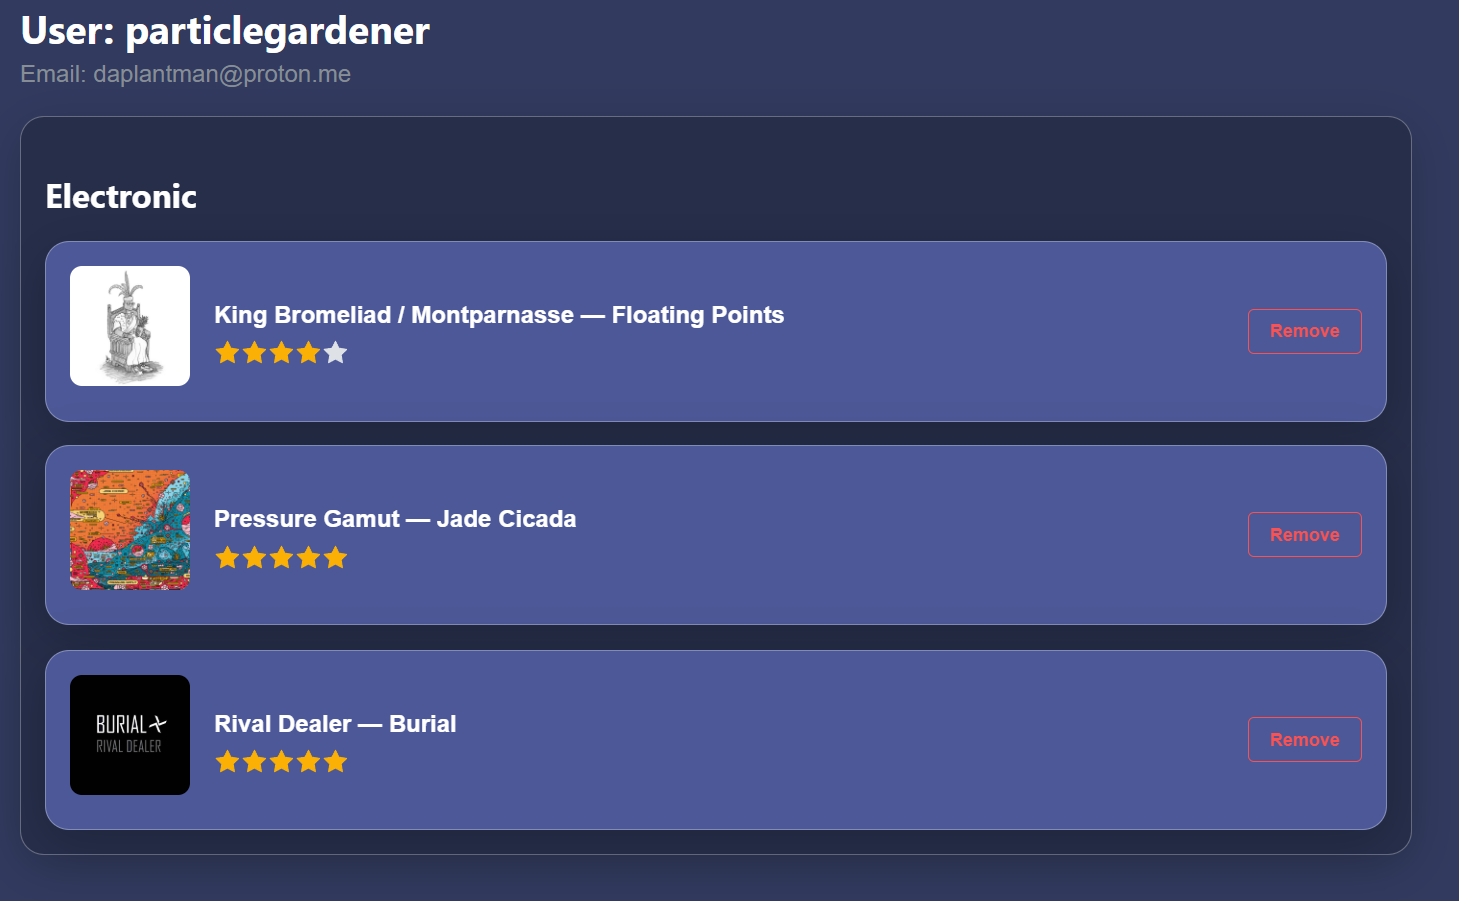 User: particlegardener
Email: daplantman@proton.me
Electronic
King Bromeliad / Montparnasse — Floating Points
Remove
Pressure Gamut — Jade Cicada
Remove
BURIAL
RIVAL DEALER
Rival Dealer — Burial
Remove